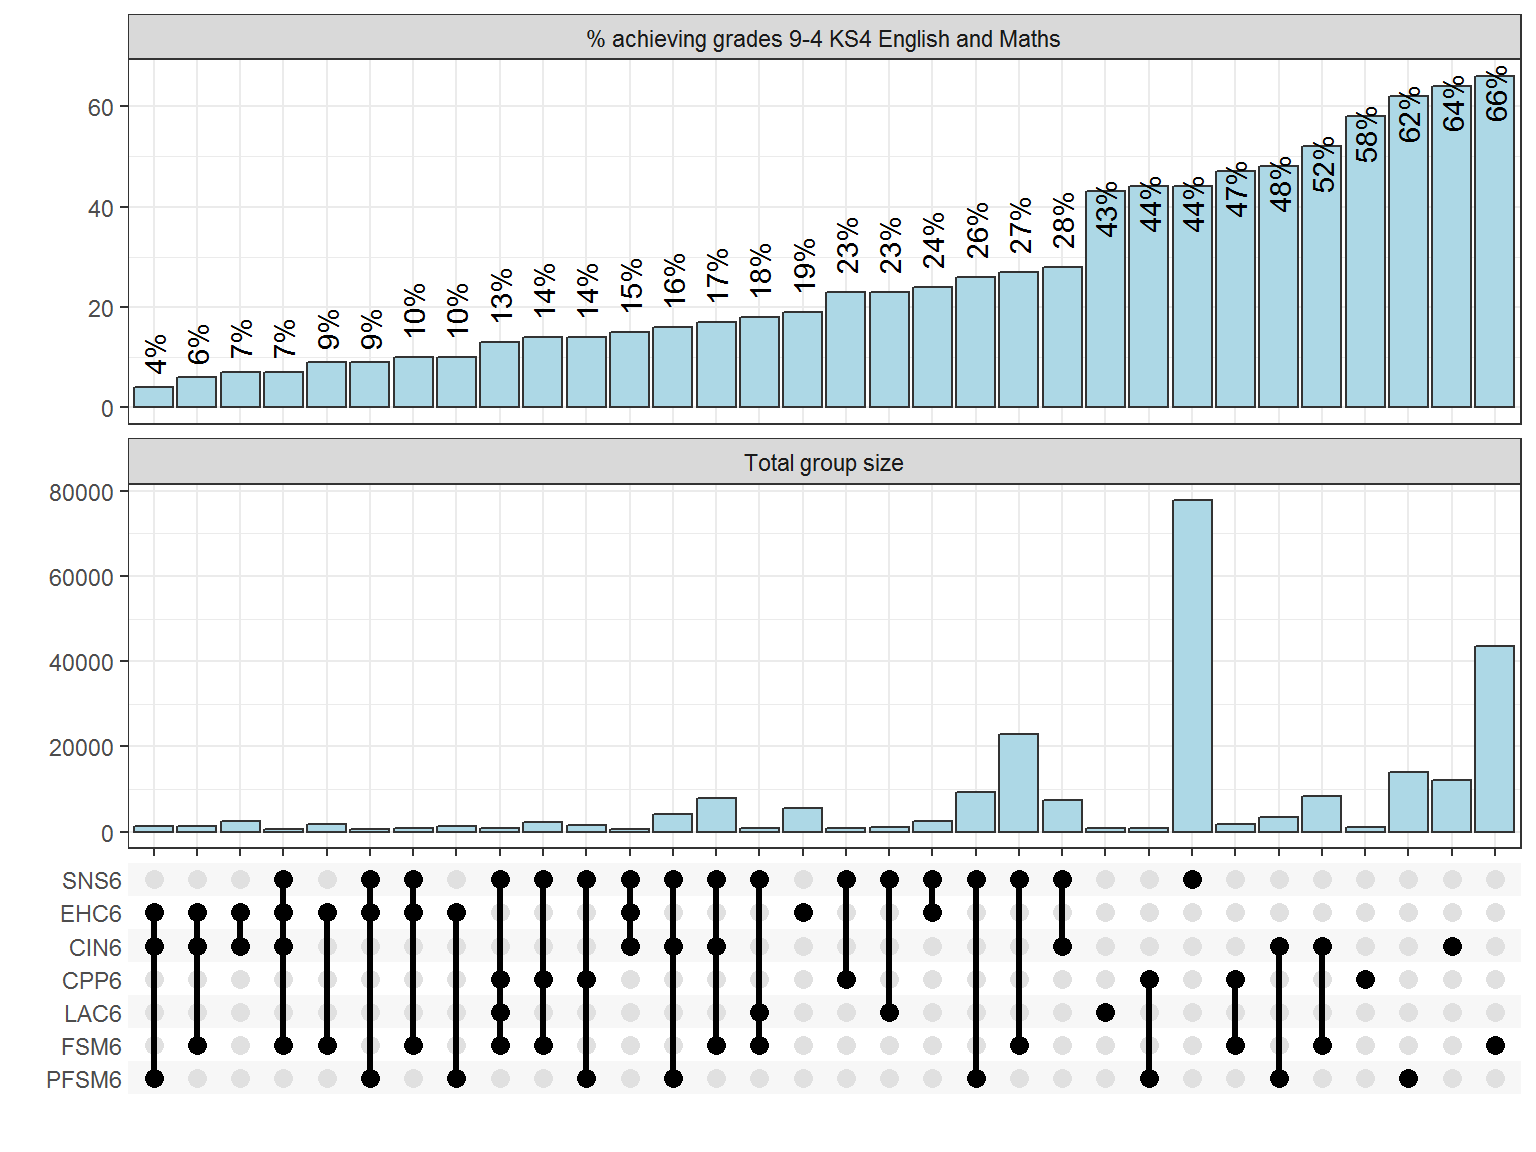 % achieving grades 9-4 KS4 English and Maths
60
40
20
0
4% 6% 7% 7% 9% 9% 10% 10% 13% 14% 14% 15% 16% 17% 18% 19% 23% 23% 24% 26% 27% 28% 43% 44% 44% 47% 48% 52% 58% 62% 64% 66%
Total group size
80000
60000
40000
20000
0
SNS6
EHC6
CIN6
CPP6
LAC6
FSM6
PFSM6